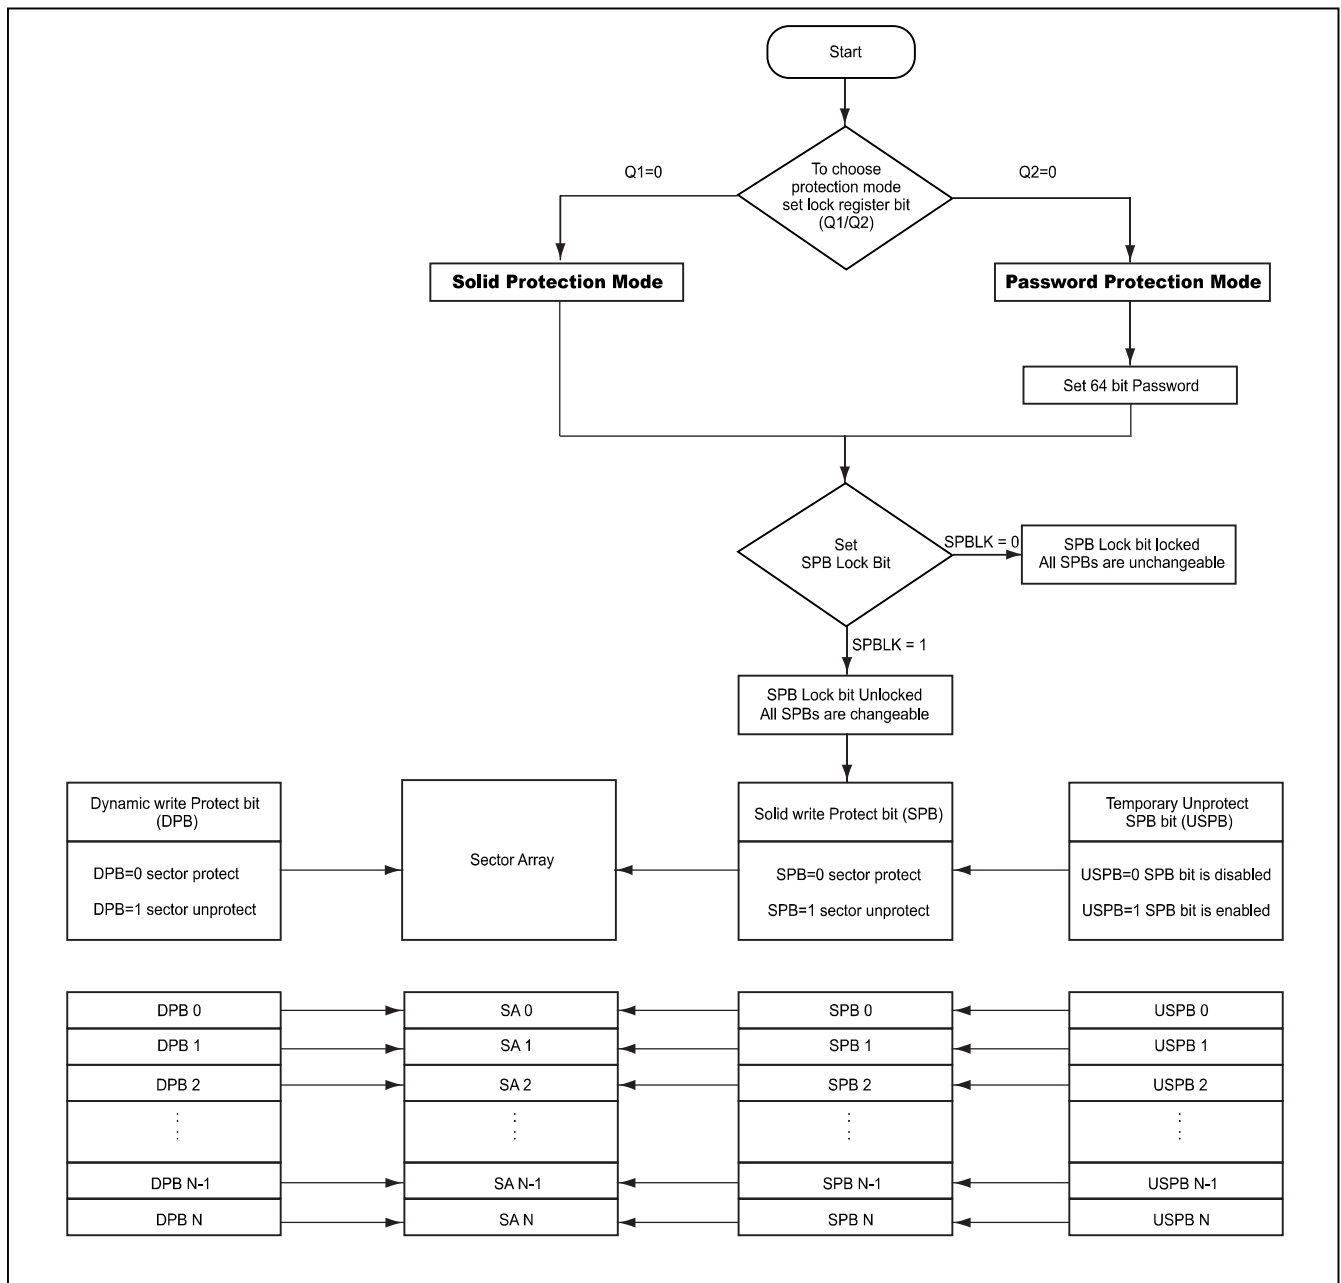 Start
To choose
protection mode
set lock register bit
(Q1/Q2)
Q1=0
Q2=0
Solid Protection Mode
Password Protection Mode
Set 64 bit Password
Set
SPB Lock Bit
SPBLK = 0
SPB Lock bit locked
All SPBs are unchangeable
SPBLK = 1
SPB Lock bit Unlocked
All SPBs are changeable
Dynamic write Protect bit
(DPB)
DPB=0 sector protect
DPB=1 sector unprotect
Sector Array
Solid write Protect bit (SPB)
SPB=0 sector protect
SPB=1 sector unprotect
Temporary Unprotect
SPB bit (USPB)
USPB=0 SPB bit is disabled
USPB=1 SPB bit is enabled
DPB 0
SA 0
SPB 0
USPB 0
DPB 1
SA 1
SPB 1
USPB 1
DPB 2
SA 2
SPB 2
USPB 2
DPB N-1
SA N-1
SPB N-1
USPB N-1
DPB N
SA N
SPB N
USPB N